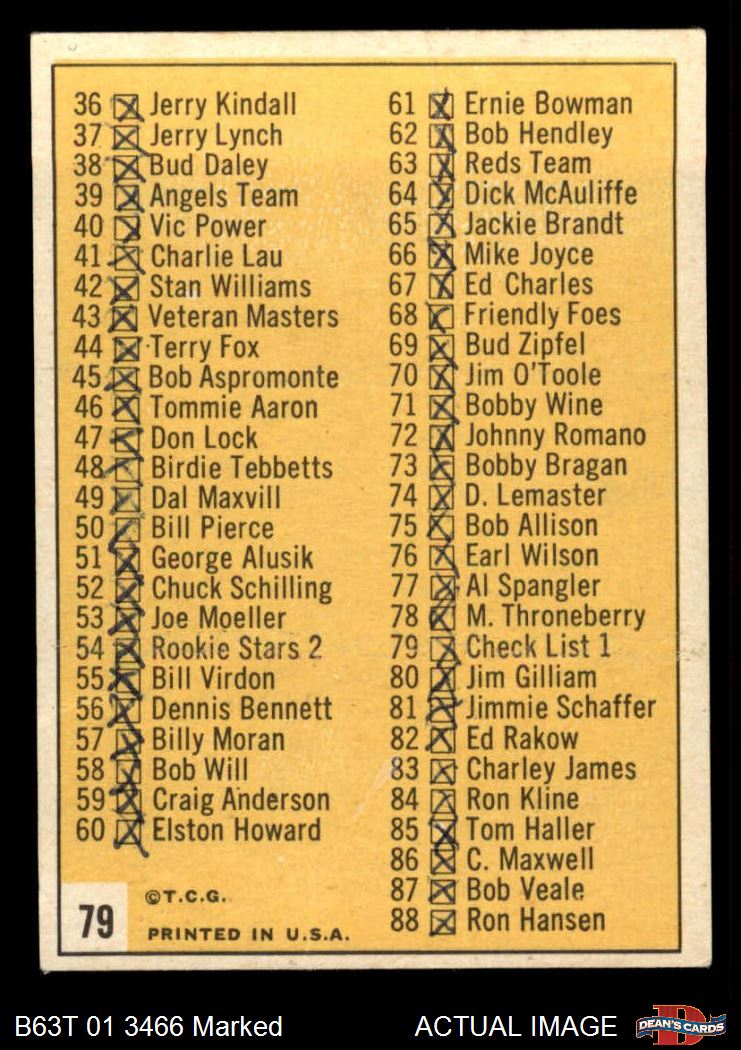 36 Jerry Kindall
37 Jerry Lynch
38 Bud Daley
39 Angels Team
40 Vic Power
41 Charlie Lau
42 Stan Williams
43 Veteran Masters
44 Terry Fox
45 Bob Aspromonte
46 Tommie Aaron
47 Don Lock
48 Birdie Tebbetts
49 Dal Maxvill
50 Bill Pierce
51 George Alusik
52 Chuck Schilling
53 Joe Moeller
54 Rookie Stars 2
55 Bill Virdon
56 Dennis Bennett
57 Billy Moran
58 Bob Will
59 Craig Anderson
60 Elston Howard
61 Ernie Bowman
62 Bob Hendley
63 Reds Team
64 Dick McAuliffe
65 Jackie Brandt
66 Mike Joyce
67 Ed Charles
68 Friendly Foes
69 Bud Zipfel
70 Jim O'Toole
71 Bobby Wine
72 Johnny Romano
73 Bobby Bragan
74 D. Lemaster
75 Bob Allison
76 Earl Wilson
77 Al Spangler
78 M. Throneberry
79 Check List 1
80 Jim Gilliam
81 Jimmie Schaffer
82 Ed Rakow
83 Charley James
84 Ron Kline
85 Tom Haller
86 C. Maxwell
87 Bob Veale
88 Ron Hansen
79
©T.C.G.
PRINTED IN U.S.A.
B63T 01 3466 Marked
ACTUAL IMAGE
D
DEAN'S CARDS